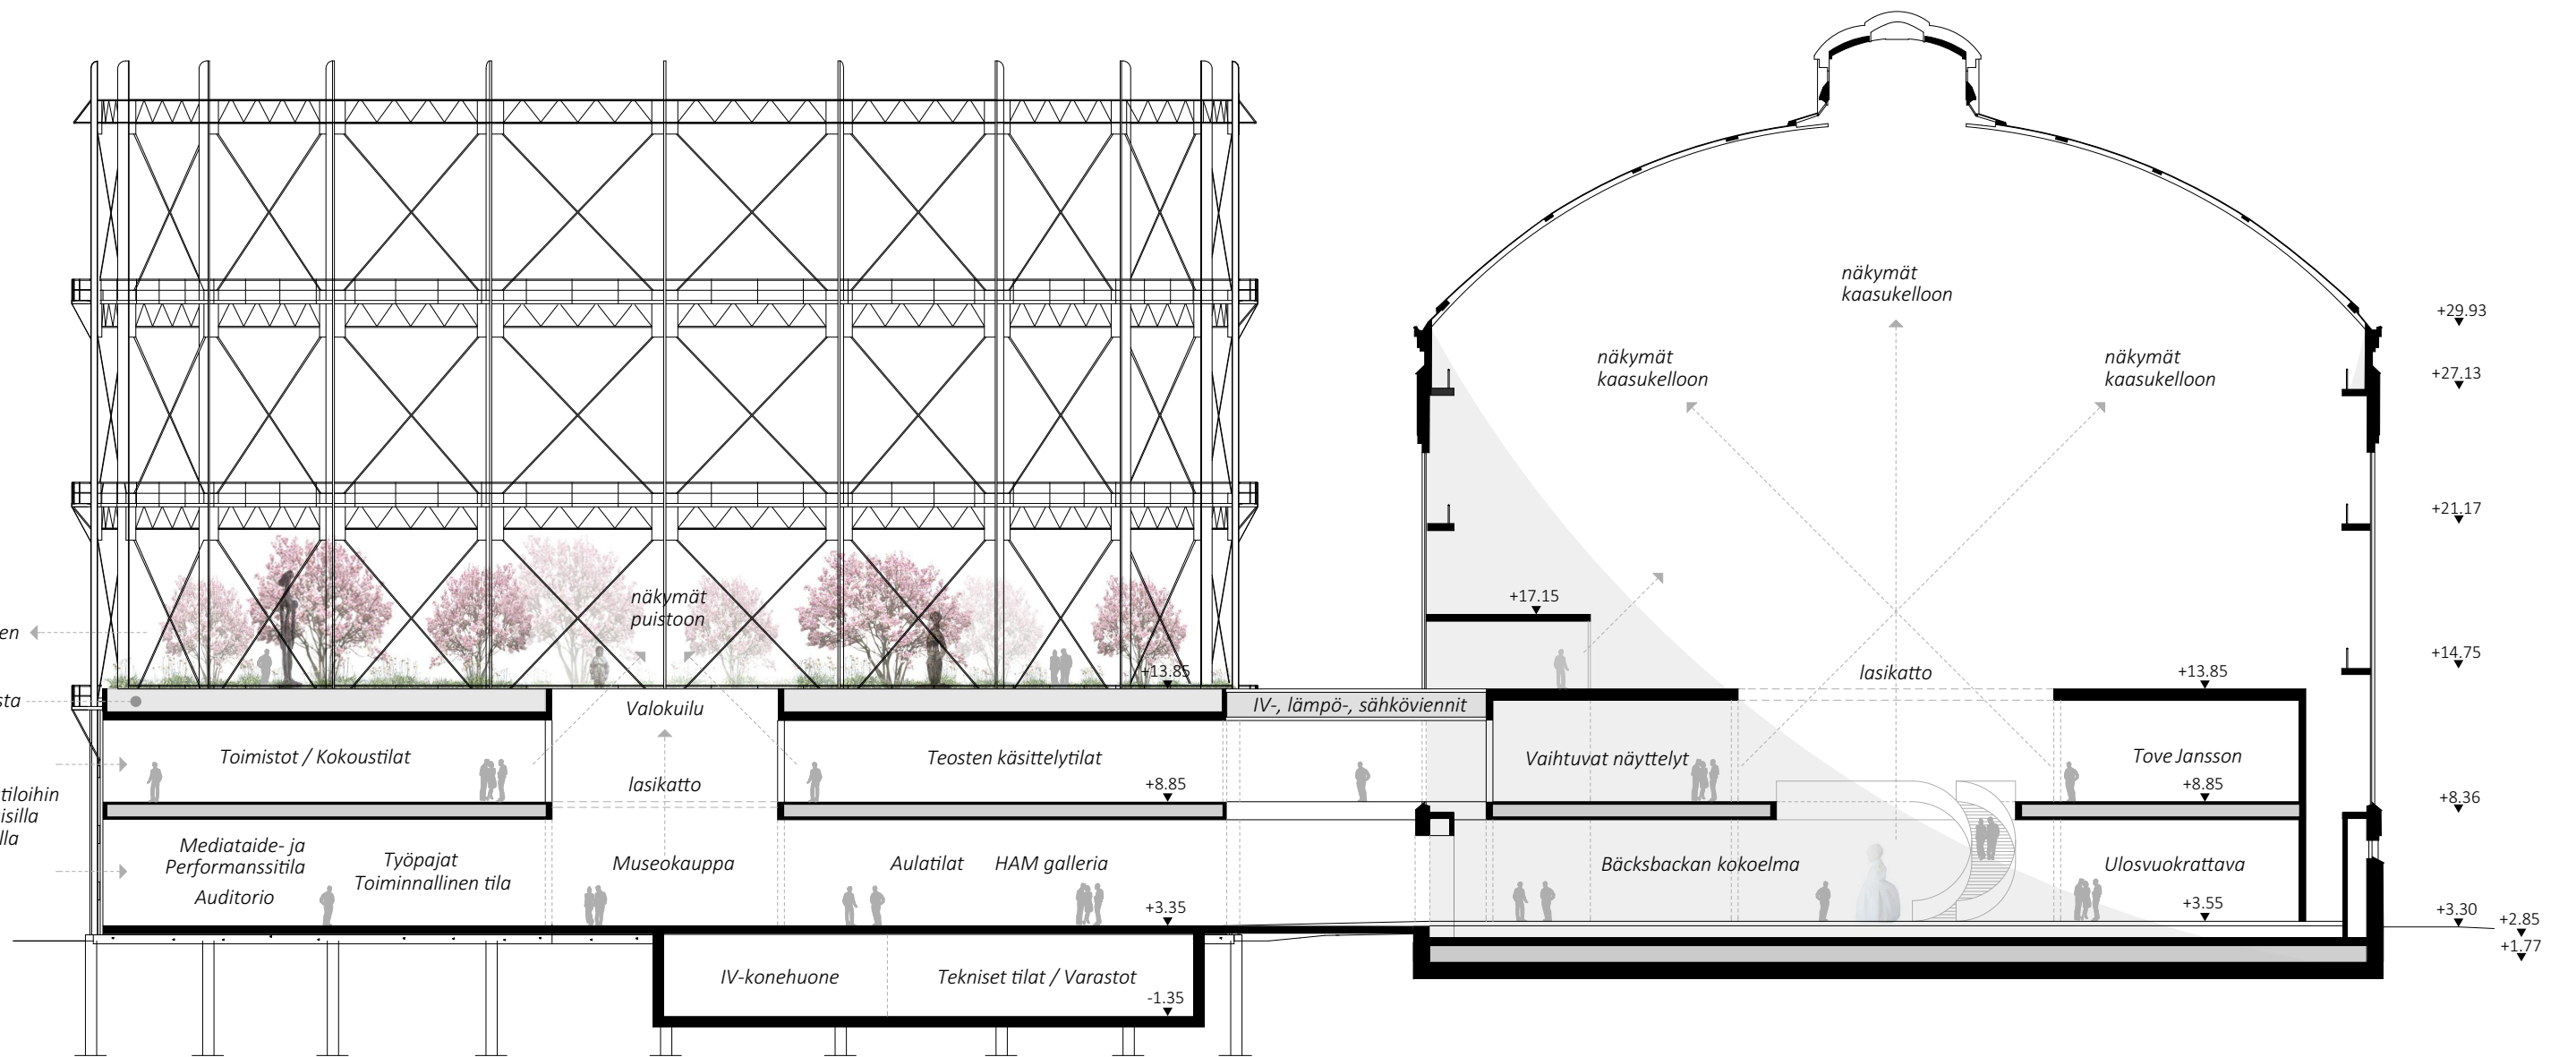 näkymät
kaasukelloon
näkymät
kaasukelloon
näkymät
kaasukelloon
+29.93
+27.13
+21.17
+17.15
+14.75
näkymät
puistoon
en
sta
+13.85
lasikatto
+13.85
Valokuilu
IV-, lämpö-, sähköviennit
Toimistot / Kokoustilat
Teosten käsittelytilat
Vaihtuvat näyttelyt
Tove Jansson
lasikatto
+8.85
+8.85
+8.36
tiloihin
isilla
lla
Mediataide- ja
Performanssitila
Auditorio
Työpajat
Toiminnallinen tila
Museokauppa
Aulatilat
HAM galleria
Bäcksbackan kokoelma
Ulosvuokrattava
+3.35
+3.55
+3.30
+2.85
+1.77
IV-konehuone
Tekniset tilat / Varastot
-1.35